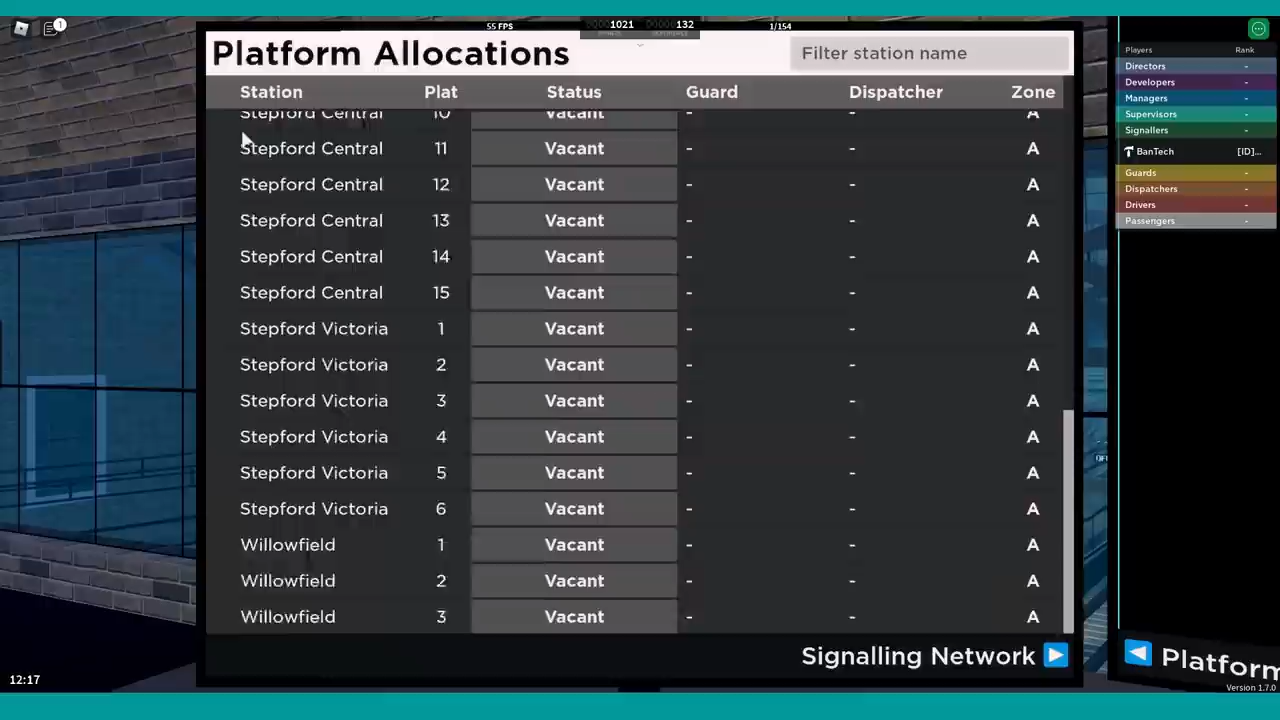 1
55 FPS
1021
132
1/154
Platform Allocations
Filter station name
Station Plat Status Guard Dispatcher Zone
Stepford Central 10 Vacant - - A
Stepford Central 11 Vacant - - A
Stepford Central 12 Vacant - - A
Stepford Central 13 Vacant - - A
Stepford Central 14 Vacant - - A
Stepford Central 15 Vacant - - A
Stepford Victoria 1 Vacant - - A
Stepford Victoria 2 Vacant - - A
Stepford Victoria 3 Vacant - - A
Stepford Victoria 4 Vacant - - A
Stepford Victoria 5 Vacant - - A
Stepford Victoria 6 Vacant - - A
Willowfield 1 Vacant - - A
Willowfield 2 Vacant - - A
Willowfield 3 Vacant - - A
Signalling Network
Players Rank
Directors -
Developers -
Managers -
Supervisors -
Signallers -
BanTech [ID]...
Guards -
Dispatchers -
Drivers -
Passengers -
Platform
12:17
Version 1.7.0